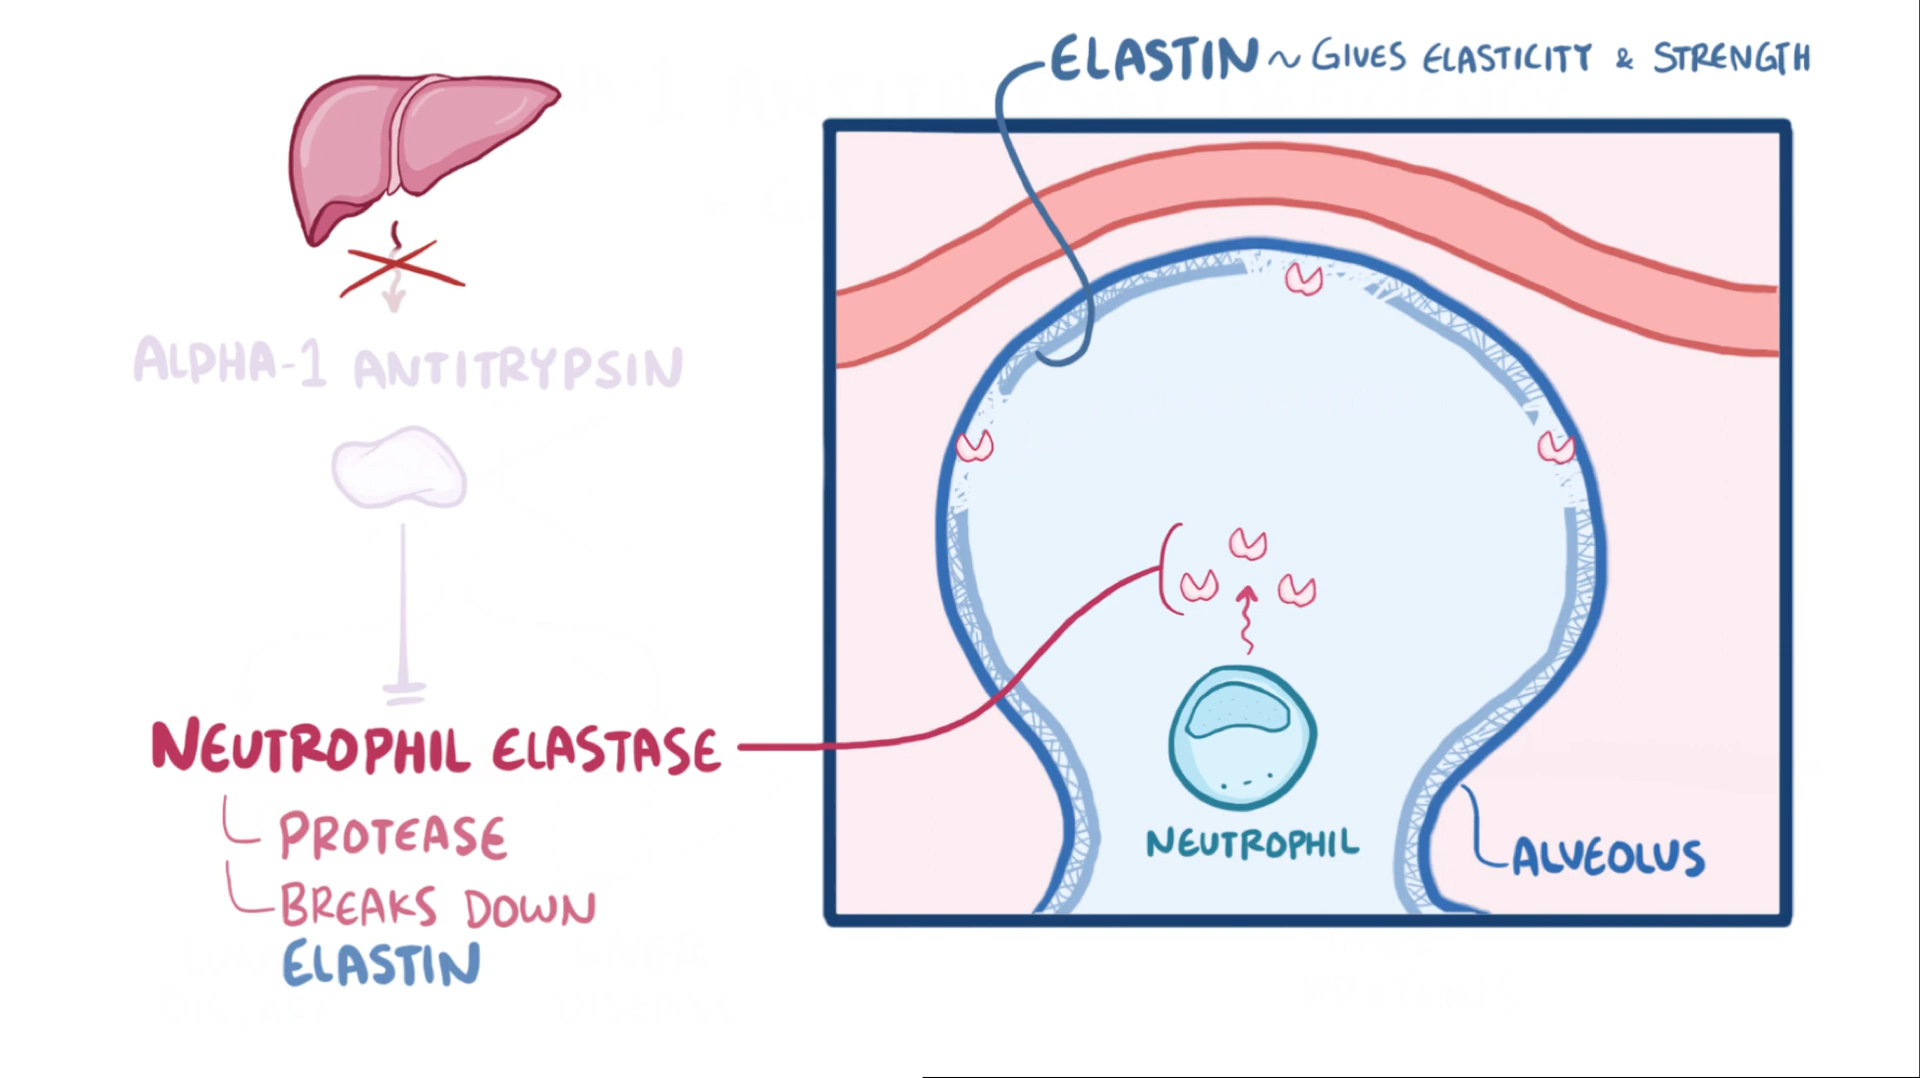 ELASTIN ~ GIVES ELASTICITY & STRENGTH
ALPHA-1 ANTITRYPSIN
NEUTROPHIL ELASTASE
PROTEASE
BREAKS DOWN
ELASTIN
NEUTROPHIL
ALVEOLUS